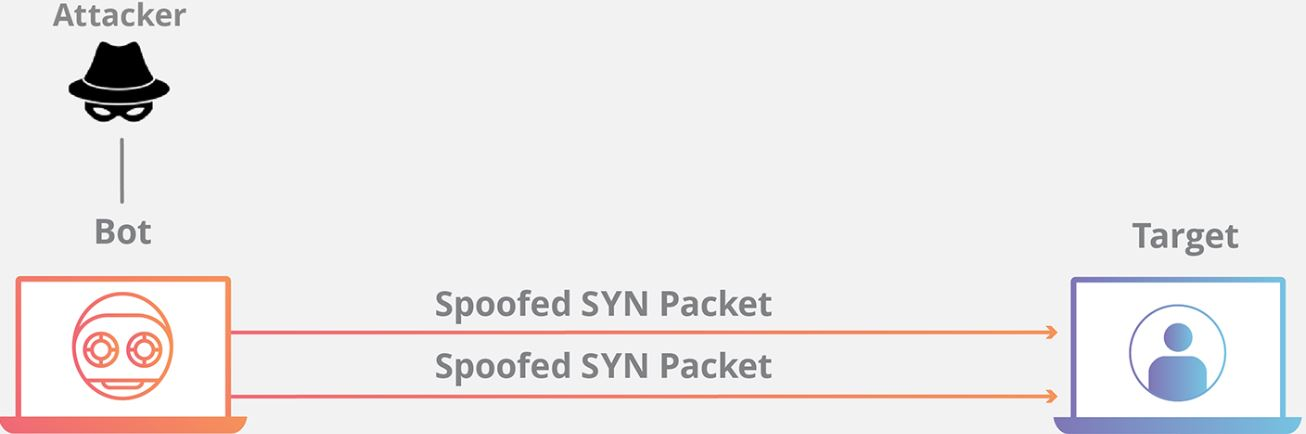 Attacker
Bot
Target
Spoofed SYN Packet
Spoofed SYN Packet